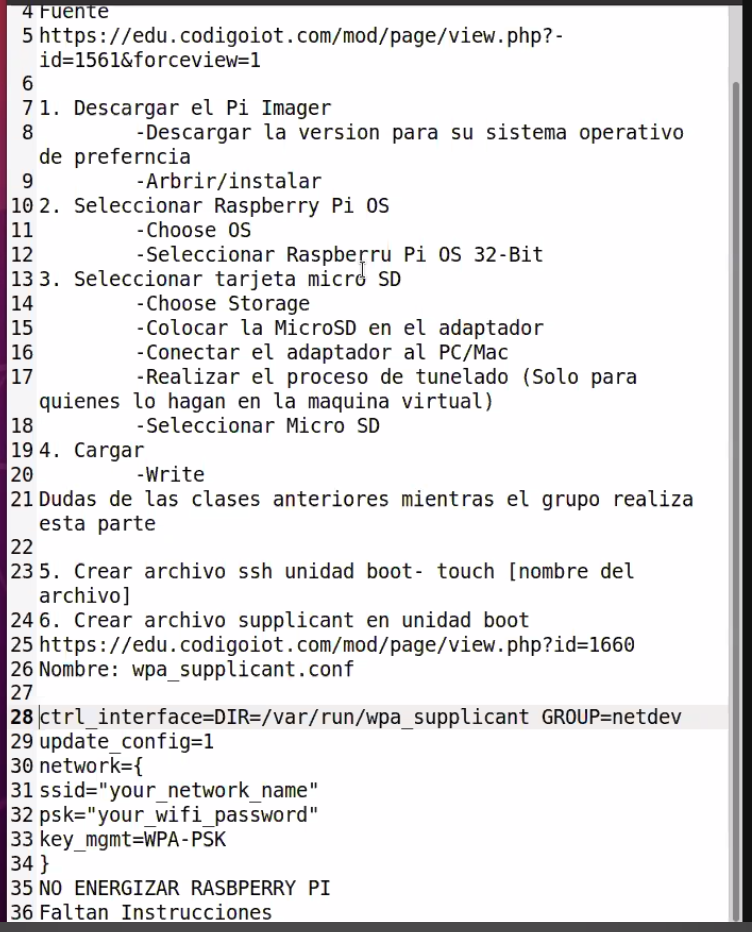 4 Fuente
5 https://edu.codigoiot.com/mod/page/view.php?-
id=1561&forceview=1
6
7 1. Descargar el Pi Imager
8 -Descargar la version para su sistema operativo
de preferncia
9 -Arbrir/instalar
10 2. Seleccionar Raspberry Pi OS
11 -Choose OS
12 -Seleccionar Raspberru Pi OS 32-Bit
13 3. Seleccionar tarjeta micro SD
14 -Choose Storage
15 -Colocar la MicroSD en el adaptador
16 -Conectar el adaptador al PC/Mac
17 -Realizar el proceso de tunelado (Solo para
quienes lo hagan en la maquina virtual)
18 -Seleccionar Micro SD
19 4. Cargar
20 -Write
21 Dudas de las clases anteriores mientras el grupo realiza
esta parte
22
23 5. Crear archivo ssh unidad boot- touch [nombre del
archivo]
24 6. Crear archivo supplicant en unidad boot
25 https://edu.codigoiot.com/mod/page/view.php?id=1660
26 Nombre: wpa_supplicant.conf
27
28 ctrl_interface=DIR=/var/run/wpa_supplicant GROUP=netdev
29 update_config=1
30 network={
31 ssid="your_network_name"
32 psk="your_wifi_password"
33 key_mgmt=WPA-PSK
34 }
35 NO ENERGIZAR RASBPERRY PI
36 Faltan Instrucciones